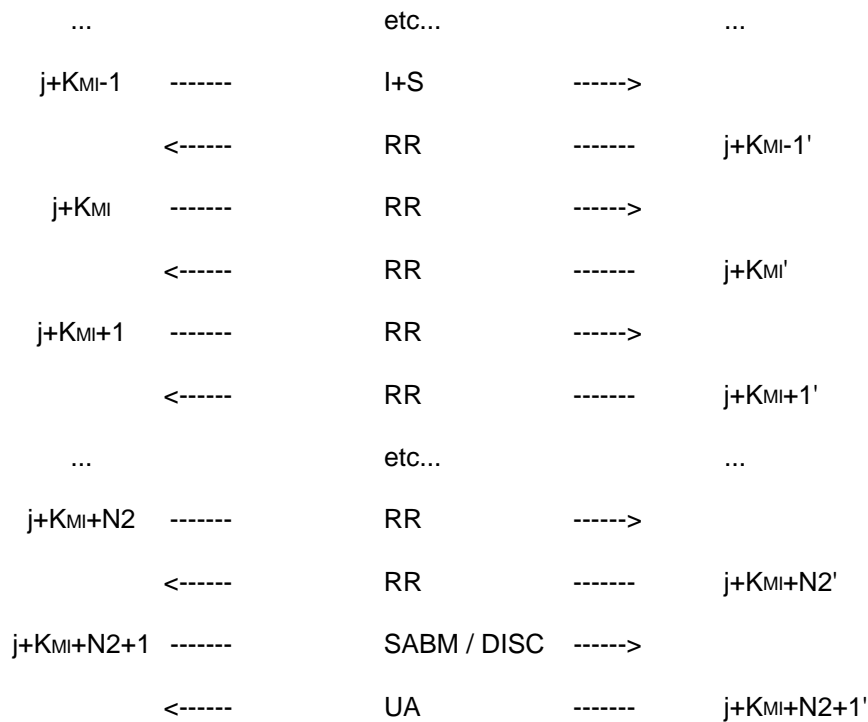 ... etc... ...
j+KMI-1 ------- I+S ------>
<------ RR ------- j+KMI-1'
j+KMI ------- RR ------>
<------ RR ------- j+KMI'
j+KMI+1 ------- RR ------>
<------ RR ------- j+KMI+1'
... etc... ...
j+KMI+N2 ------- RR ------>
<------ RR ------- j+KMI+N2'
j+KMI+N2+1 ------- SABM / DISC ------>
<------ UA ------- j+KMI+N2+1'